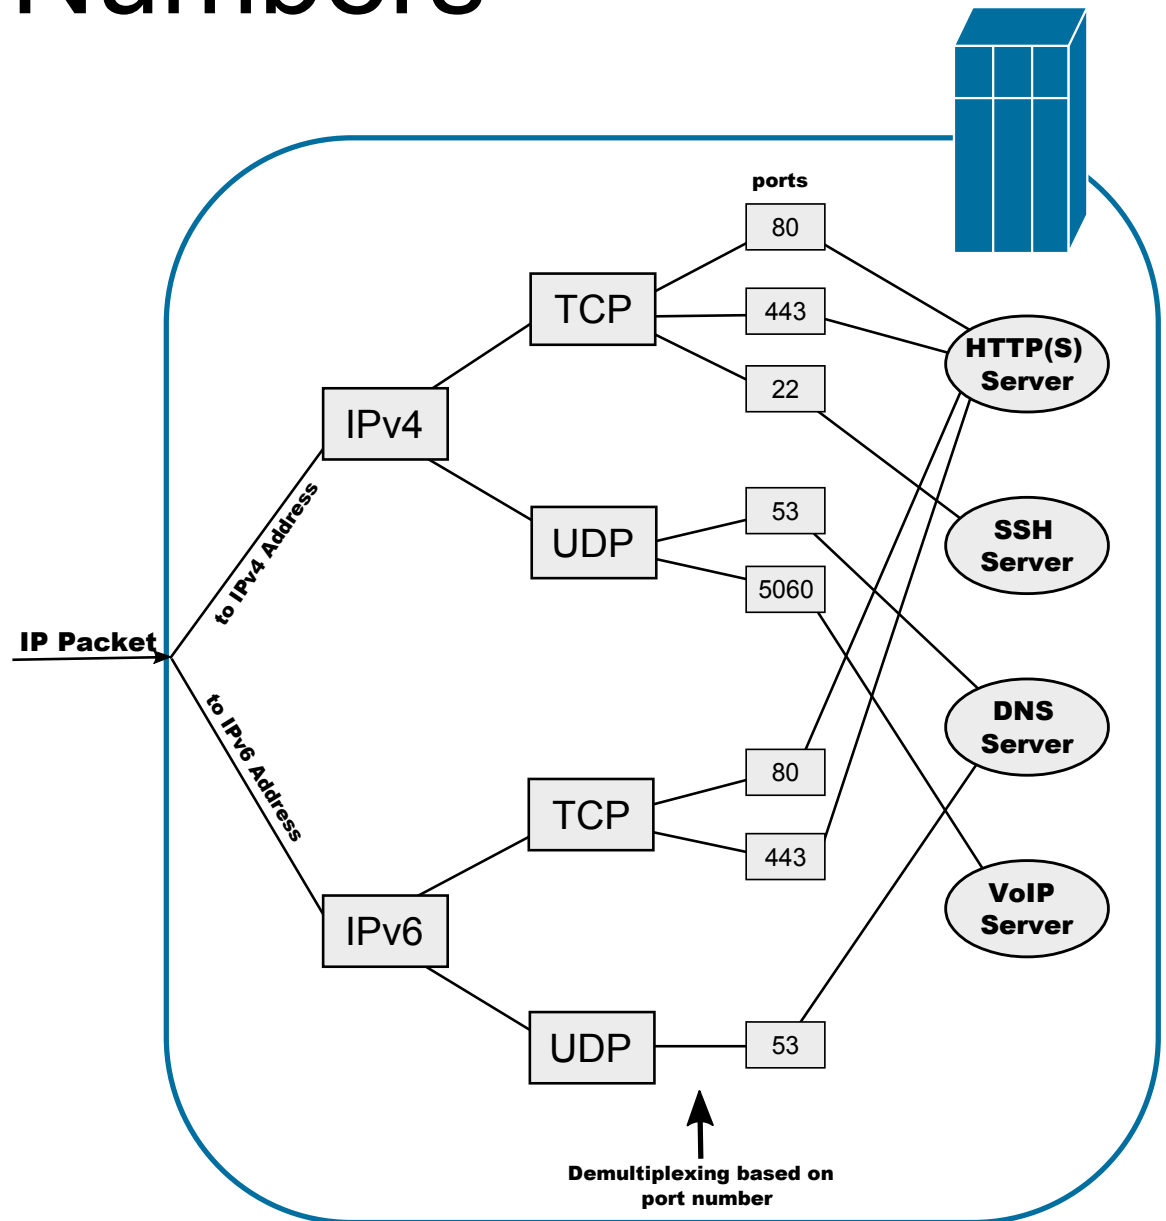 Numbers
ports
80
TCP
443
HTTP(S)
Server
22
IPv4
53
SSH
Server
UDP
5060
to IPv4 Address
IP Packet
to IPv6 Address
DNS
Server
80
TCP
443
VoIP
Server
IPv6
UDP
53
Demultiplexing based on
port number